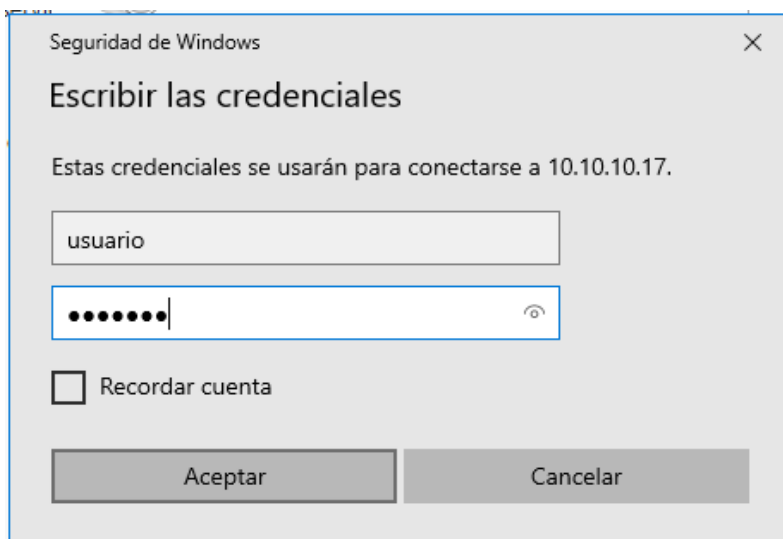 Seguridad de Windows
Escribir las credenciales
Estas credenciales se usarán para conectarse a 10.10.10.17.
usuario
•••••••
Recordar cuenta
Aceptar Cancelar